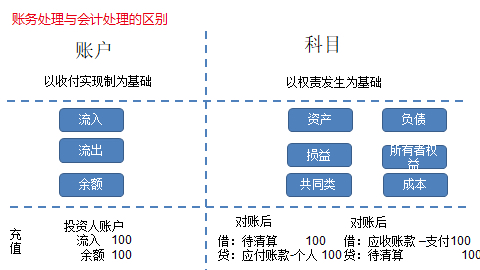 账务处理与会计处理的区别
账户
科目
以收付实现制为基础
以权责发生为基础
流入
流出
余额
资产
负债
损益
所有者权
益
共同类
成本
充
值
投资人账户
流入 100
余额 100
对账后
借：待清算 100
贷：应付账款-个人 100
对账后
借：应收账款 –支付100
贷：待清算 100